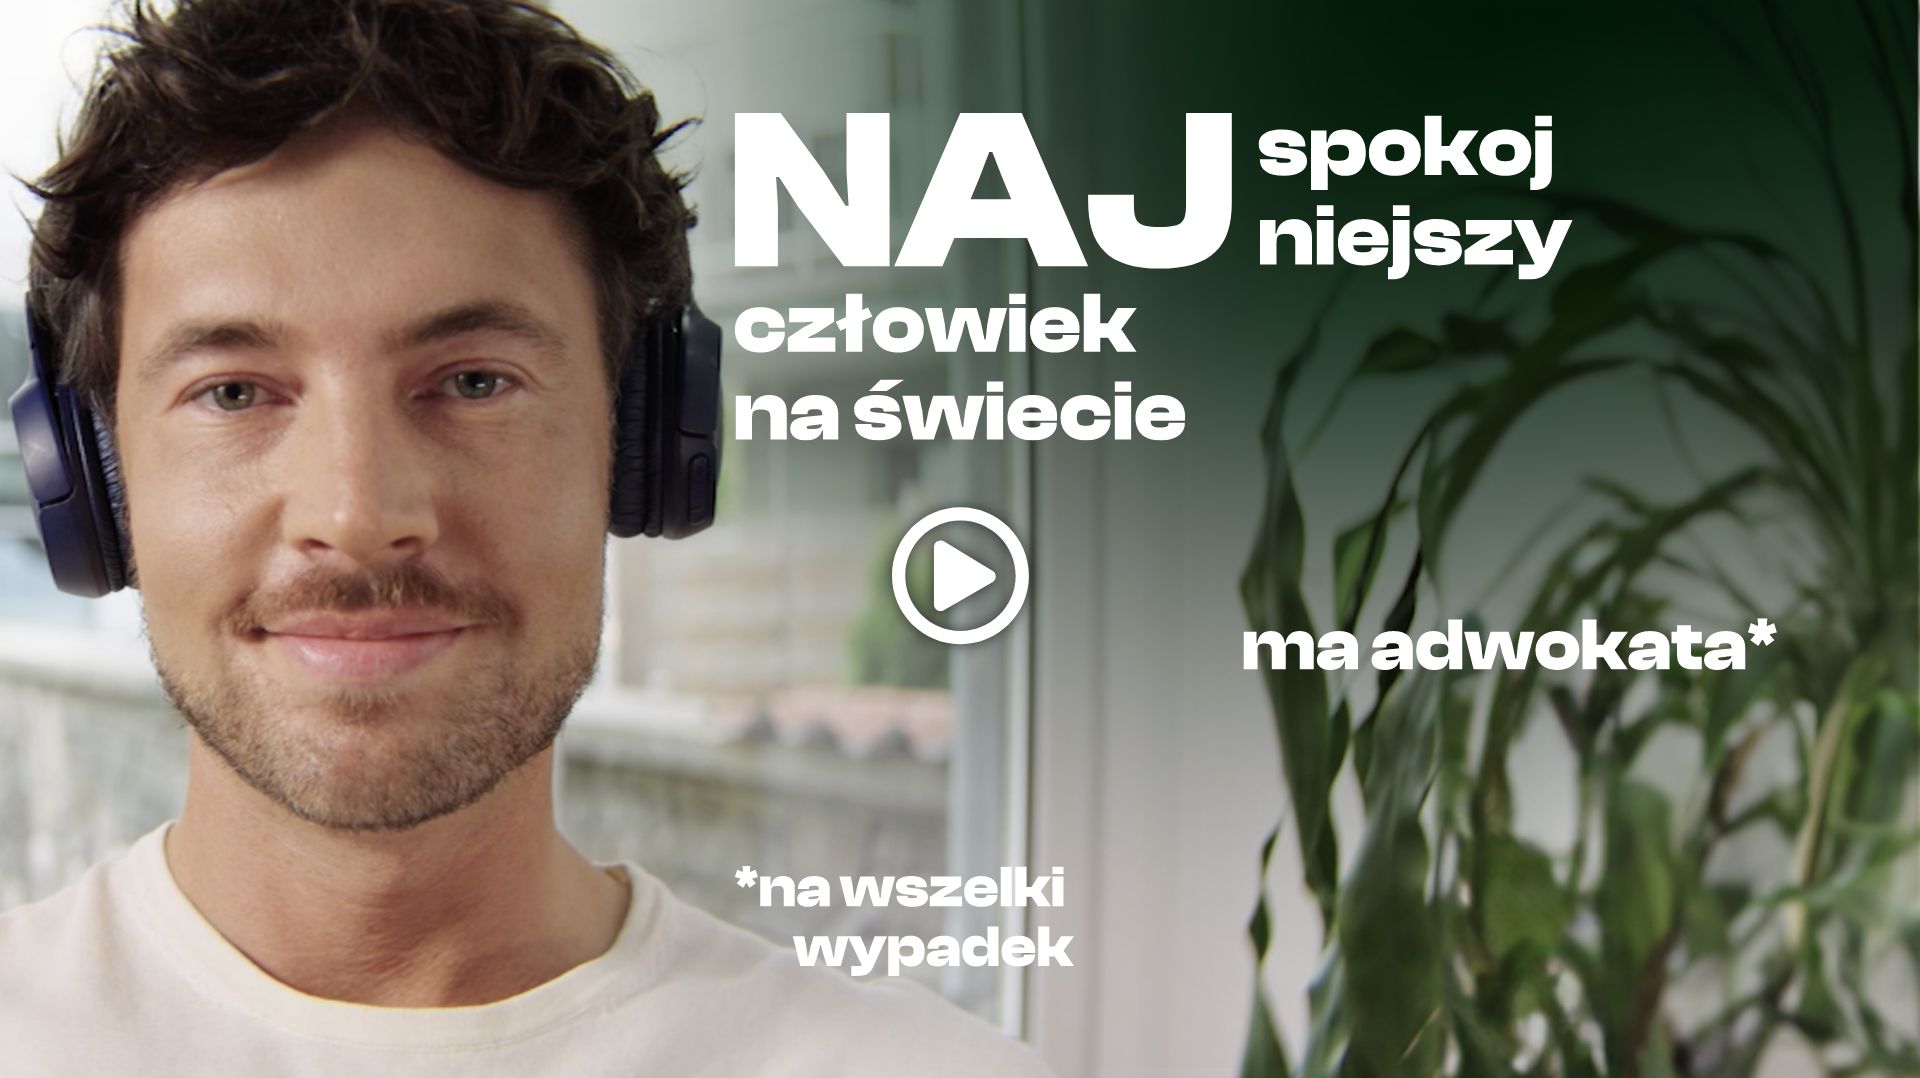 NAJ spokoj
niejszy
człowiek
na świecie
ma adwokata*
*na wszelki
wypadek